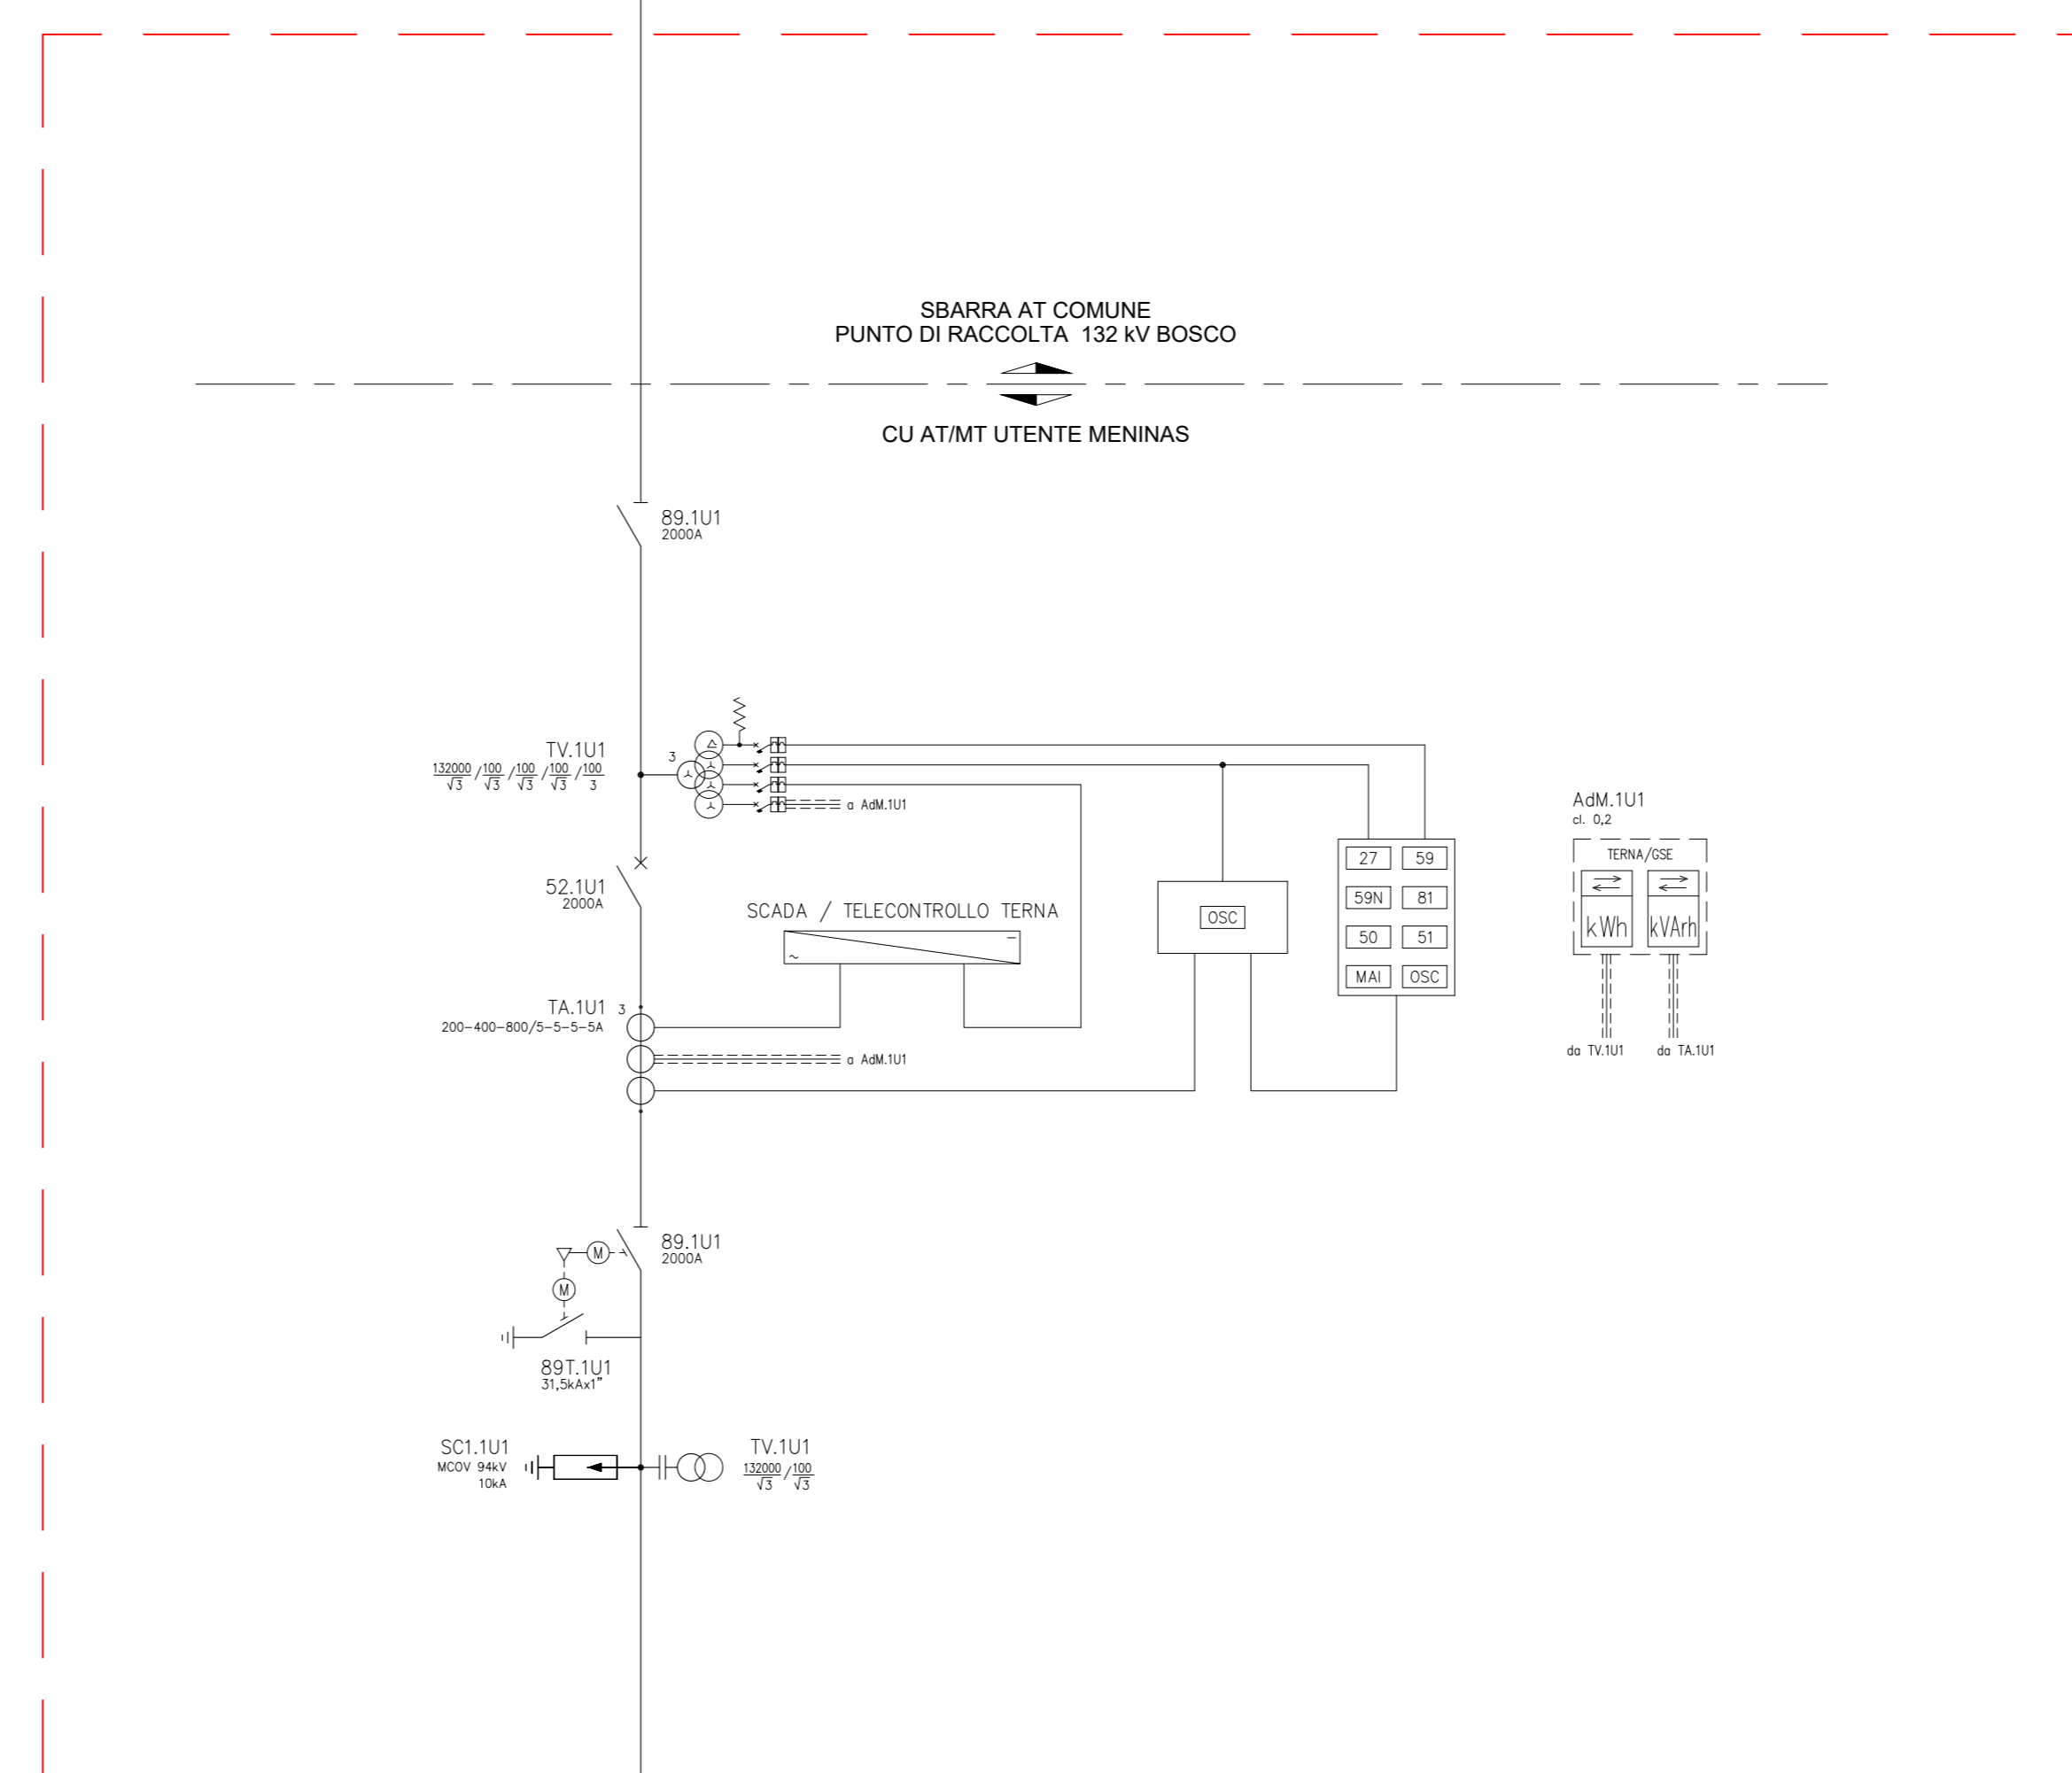 SBARRA AT COMUNE
PUNTO DI RACCOLTA 132 kV BOSCO
CU AT/MT UTENTE MENINAS
89.1U1
2000A
TV.1U1
132000/√3 / 100/√3 / 100/√3 / 100/√3 / 100/3
3
a AdM.1U1
52.1U1
2000A
SCADA / TELECONTROLLO TERNA
~
OSC
27 59
59N 81
50 51
MAI OSC
AdM.1U1
cl. 0,2
TERNA/GSE
kWh kVArh
da TV.1U1 da TA.1U1
TA.1U1
3
200-400-800/5-5-5-5A
a AdM.1U1
89.1U1
2000A
M
M
89T.1U1
31,5kAx1"
SC1.1U1
MCOV 94kV
10kA
TV.1U1
132000/√3 / 100/√3